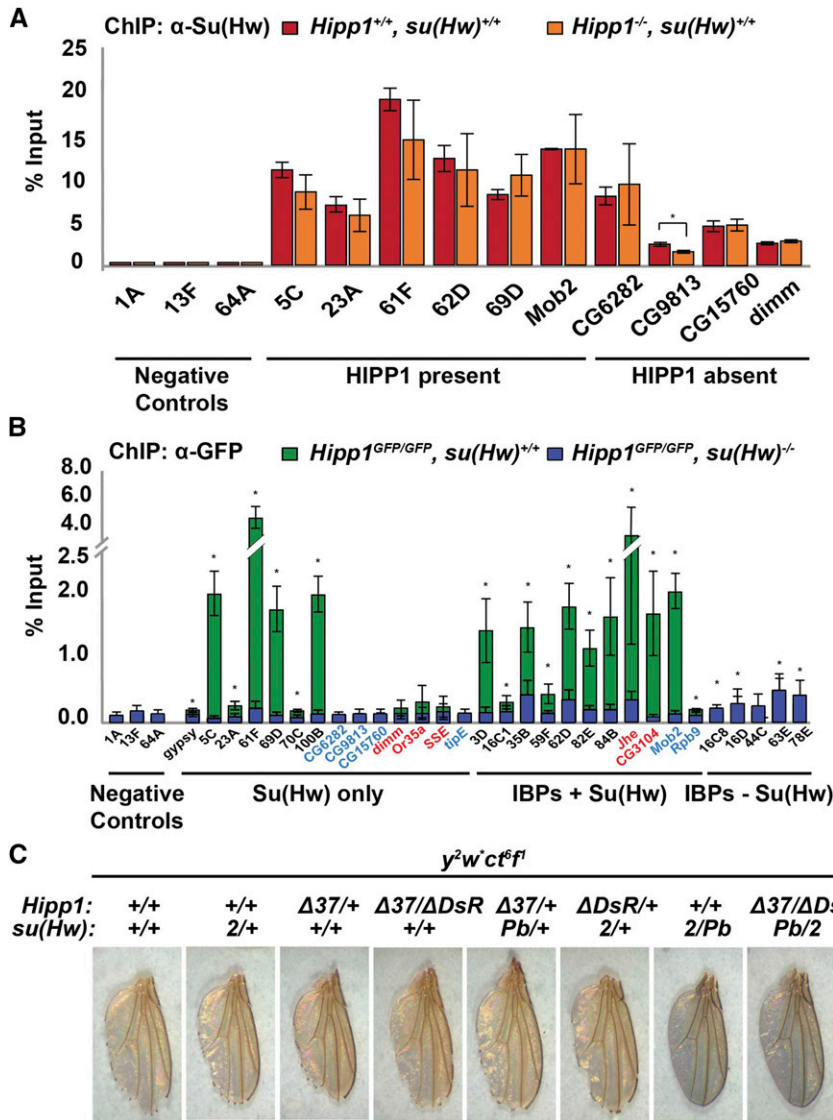 A
ChIP: α-Su(Hw) Hipp1+/+, su(Hw)+/+ Hipp1-/-, su(Hw)+/+
25
20
15
10
5
0
% Input
*
1A 13F 64A 5C 23A 61F 62D 69D Mob2 CG6282 CG9813 CG15760 dimm
Negative Controls HIPP1 present HIPP1 absent
B
ChIP: α-GFP Hipp1GFP/GFP, su(Hw)+/+ Hipp1GFP/GFP, su(Hw)-/-
8.0
6.0
4.0
2.5
2.0
1.0
0.0
% Input
* * * * * * * * * * * * * * * * * * * * *
1A 13F 64A gypsy 5C 23A 61F 69D 70C 100B CG6282 CG9813 CG15760 dimm Or35a SSE tipE 3D 16C1 35B 59F 62D 82E 84B Jhe CG3104 Mob2 Rpb9 16C8 16D 44C 63E 78E
Negative Controls Su(Hw) only IBPs + Su(Hw) IBPs - Su(Hw)
C
y2w*ct6f1
Hipp1: +/+ +/+ Δ37/+ Δ37/ΔDsR Δ37/+ ΔDsR/+ +/+ Δ37/ΔDs
su(Hw): +/+ 2/+ +/+ +/+ Pb/+ 2/+ 2/Pb Pb/2